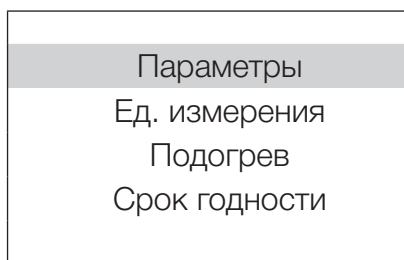 Параметры
Ед. измерения
Подогрев
Срок годности